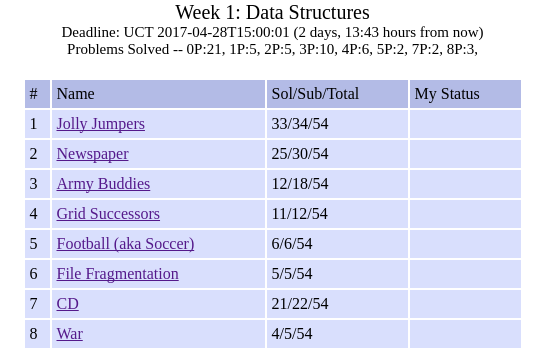 Week 1: Data Structures
Deadline: UCT 2017-04-28T15:00:01 (2 days, 13:43 hours from now)
Problems Solved -- 0P:21, 1P:5, 2P:5, 3P:10, 4P:6, 5P:2, 7P:2, 8P:3,
# Name Sol/Sub/Total My Status
1 Jolly Jumpers 33/34/54
2 Newspaper 25/30/54
3 Army Buddies 12/18/54
4 Grid Successors 11/12/54
5 Football (aka Soccer) 6/6/54
6 File Fragmentation 5/5/54
7 CD 21/22/54
8 War 4/5/54